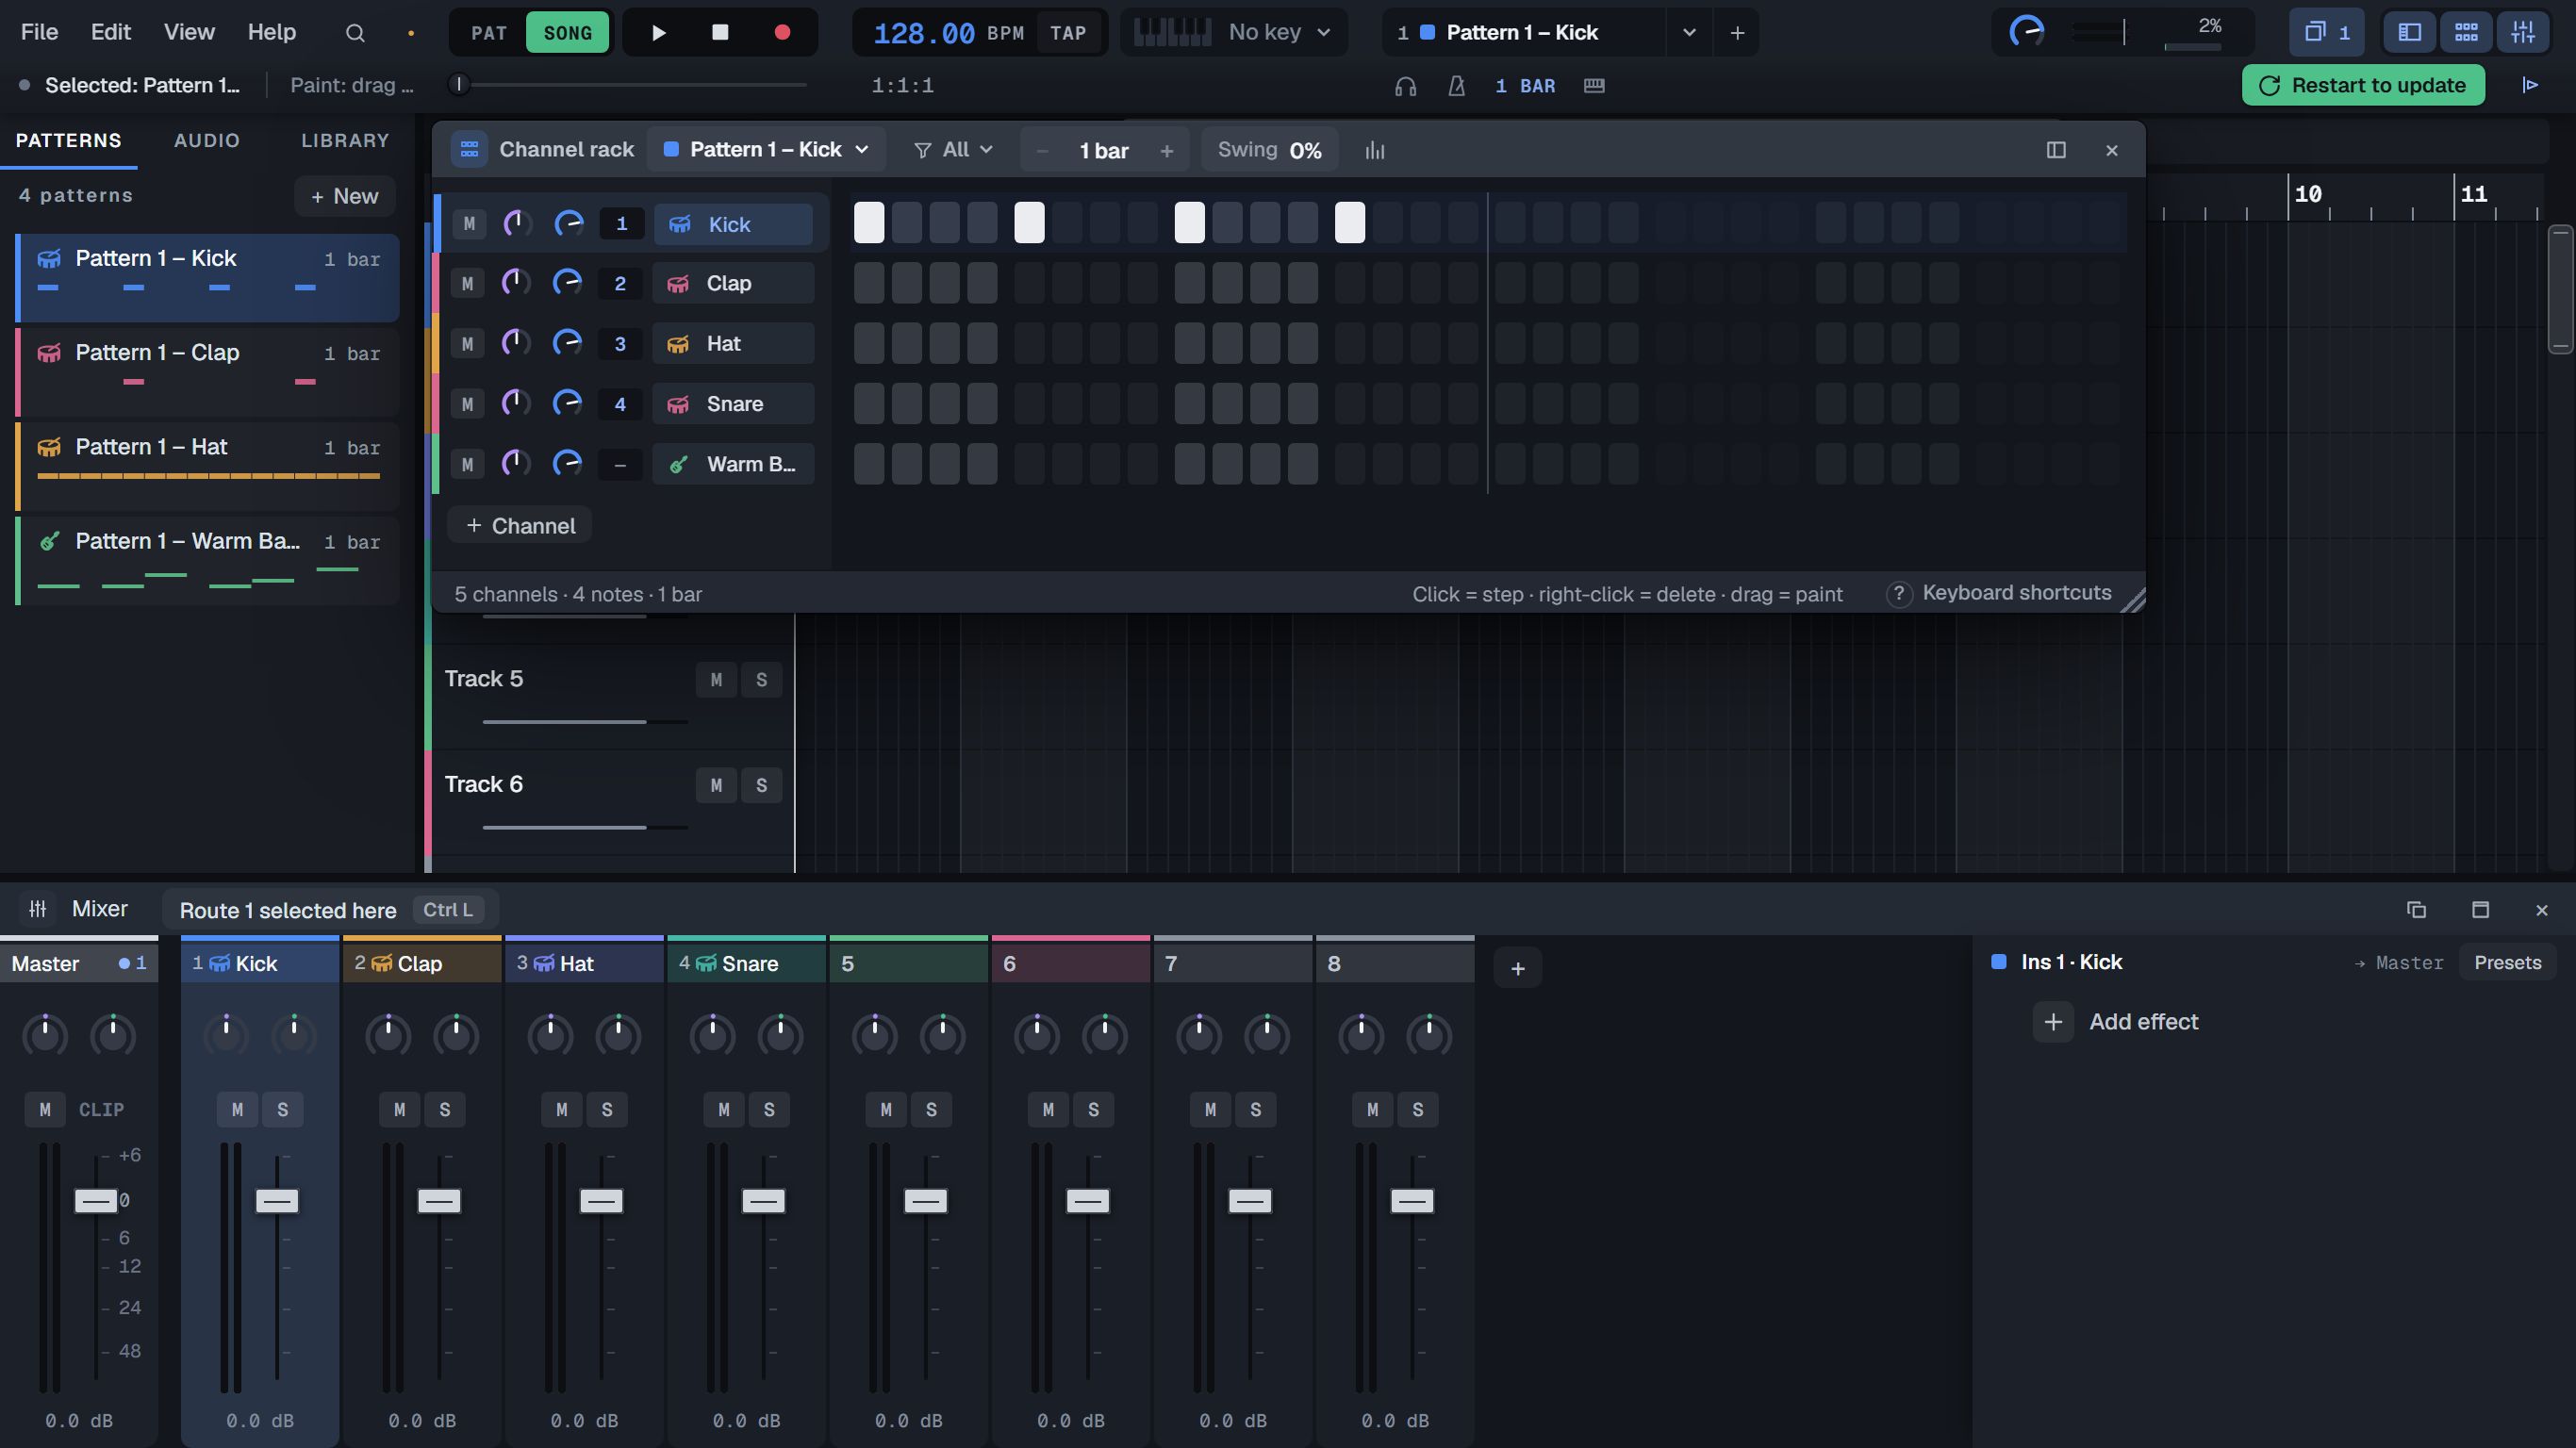 File Edit View Help PAT SONG 128.00 BPM TAP No key 1 Pattern 1 – Kick 2% 1
Selected: Pattern 1... Paint: drag ... 1:1:1 1 BAR Restart to update
PATTERNS AUDIO LIBRARY
4 patterns + New
Pattern 1 – Kick 1 bar
Pattern 1 – Clap 1 bar
Pattern 1 – Hat 1 bar
Pattern 1 – Warm Ba... 1 bar
Channel rack Pattern 1 – Kick All − 1 bar + Swing 0%
10 11
M 1 Kick
M 2 Clap
M 3 Hat
M 4 Snare
M – Warm B...
+ Channel
5 channels · 4 notes · 1 bar Click = step · right-click = delete · drag = paint ? Keyboard shortcuts
Track 5 M S
Track 6 M S
Mixer Route 1 selected here Ctrl L
Master 1 1 Kick 2 Clap 3 Hat 4 Snare 5 6 7 8 +
M CLIP M S M S M S M S M S M S M S M S
+6
0
6
12
24
48
0.0 dB 0.0 dB 0.0 dB 0.0 dB 0.0 dB 0.0 dB 0.0 dB 0.0 dB 0.0 dB
Ins 1 · Kick → Master Presets
+ Add effect